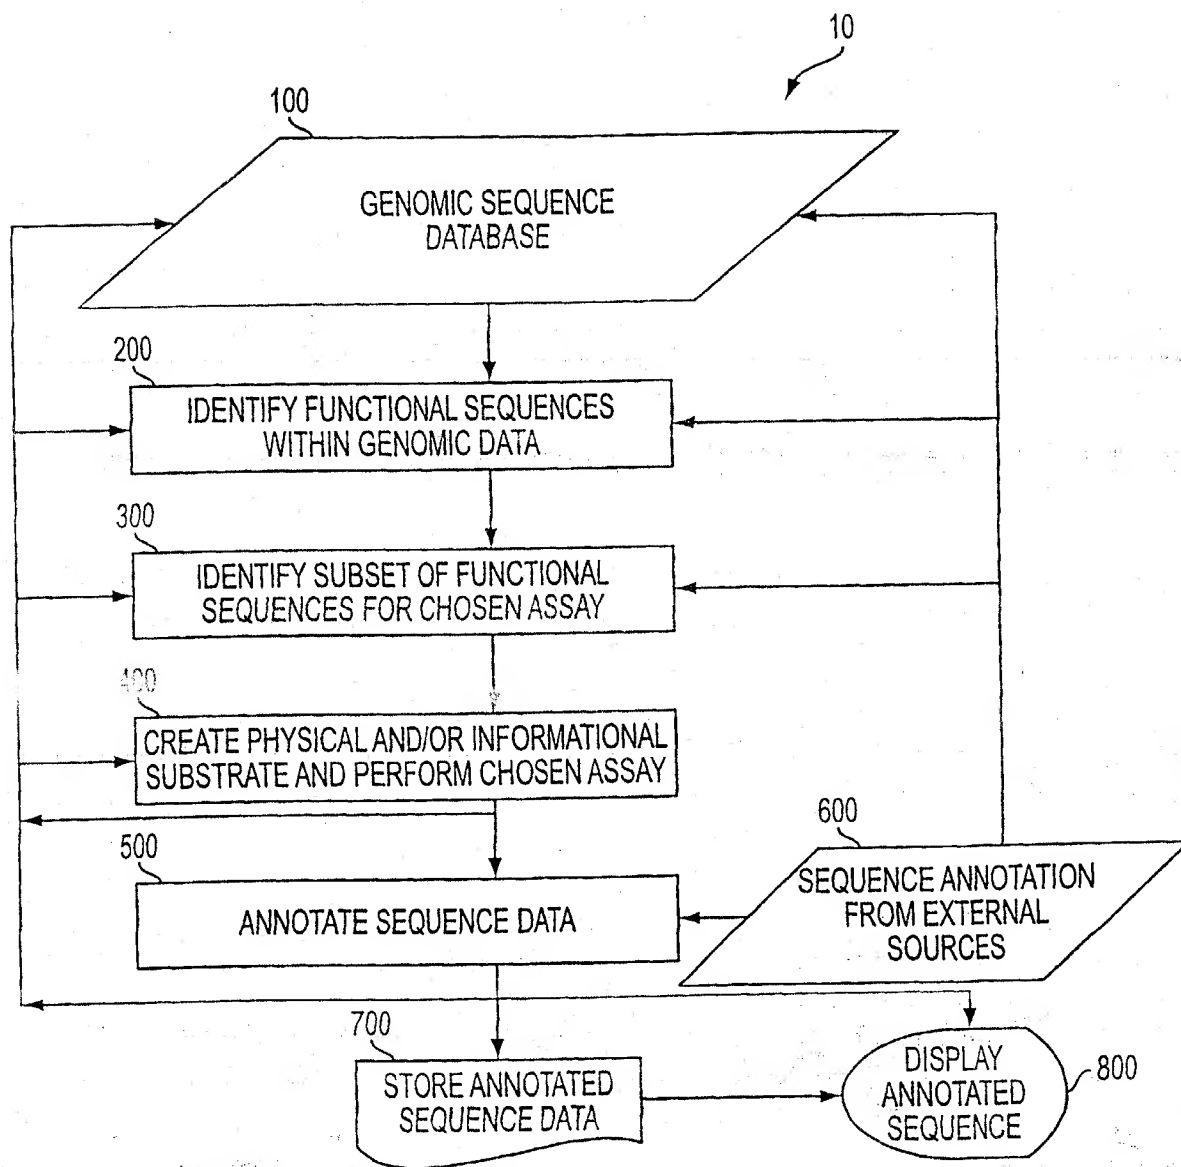 10
100
GENOMIC SEQUENCE
DATABASE
200
IDENTIFY FUNCTIONAL SEQUENCES
WITHIN GENOMIC DATA
300
IDENTIFY SUBSET OF FUNCTIONAL
SEQUENCES FOR CHOSEN ASSAY
400
CREATE PHYSICAL AND/OR INFORMATIONAL
SUBSTRATE AND PERFORM CHOSEN ASSAY
500
ANNOTATE SEQUENCE DATA
600
SEQUENCE ANNOTATION
FROM EXTERNAL
SOURCES
700
STORE ANNOTATED
SEQUENCE DATA
DISPLAY
ANNOTATED
SEQUENCE
800